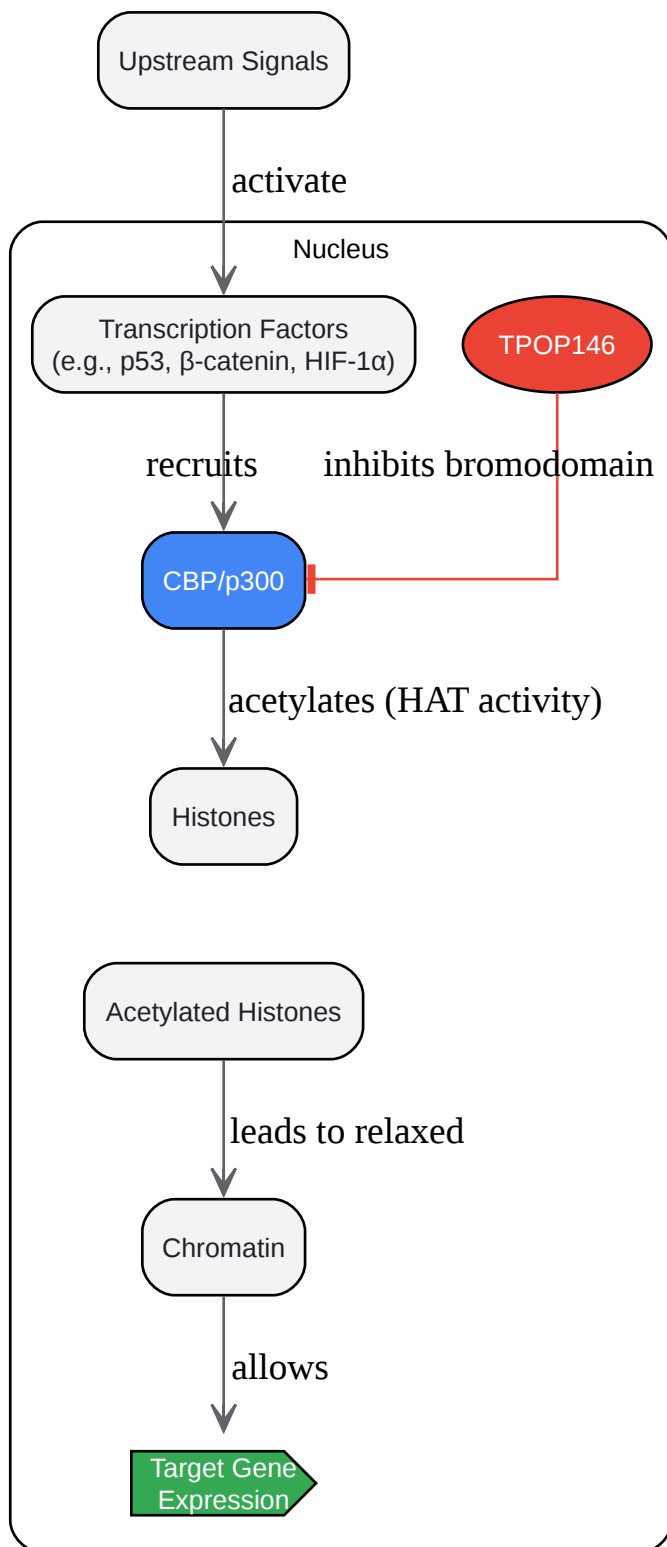 Upstream Signals
activate
Nucleus
Transcription Factors
(e.g., p53, β-catenin, HIF-1α)
TPOP146
recruits
inhibits bromodomain
CBP/p300
acetylates (HAT activity)
Histones
Acetylated Histones
leads to relaxed
Chromatin
allows
Target Gene
Expression